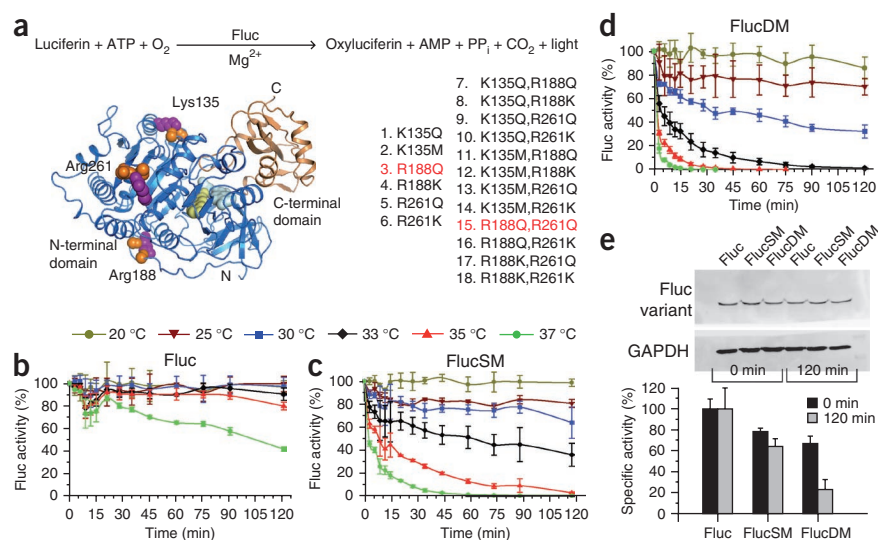 a
Fluc
Luciferin + ATP + O₂ → Oxyluciferin + AMP + PPᵢ + CO₂ + light
Mg²⁺
Lys135
C
Arg261
C-terminal
domain
N-terminal
domain
Arg188
N
1. K135Q
2. K135M
3. R188Q
4. R188K
5. R261Q
6. R261K
7. K135Q,R188Q
8. K135Q,R188K
9. K135Q,R261Q
10. K135Q,R261K
11. K135M,R188Q
12. K135M,R188K
13. K135M,R261Q
14. K135M,R261K
15. R188Q,R261Q
16. R188Q,R261K
17. R188K,R261Q
18. R188K,R261K
20 °C 25 °C 30 °C 33 °C 35 °C 37 °C
b Fluc
Fluc activity (%)
100
80
60
40
20
0
0 15 30 45 60 75 90 105 120
Time (min)
c FlucSM
Fluc activity (%)
100
80
60
40
20
0
0 15 30 45 60 75 90 105 120
Time (min)
d FlucDM
Fluc activity (%)
100
80
60
40
20
0
0 15 30 45 60 75 90 105 120
Time (min)
e
Fluc FlucSM FlucDM Fluc FlucSM FlucDM
Fluc
variant
GAPDH
0 min 120 min
Specific activity (%)
120
100
80
60
40
20
0
0 min
120 min
Fluc FlucSM FlucDM